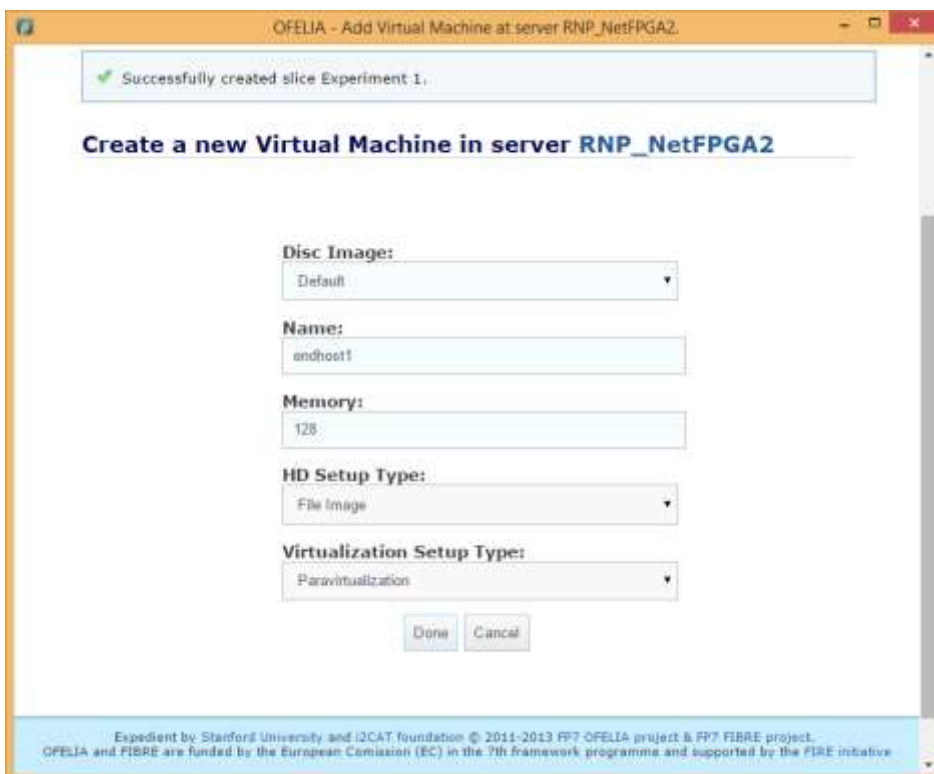 OFELIA - Add Virtual Machine at server RNP_NetFPGA2.
Successfully created slice Experiment 1.
Create a new Virtual Machine in server RNP_NetFPGA2
Disc Image:
Default
Name:
endhost1
Memory:
128
HD Setup Type:
File Image
Virtualization Setup Type:
Paravirtualization
Done Cancel
Expedient by Stanford University and i2CAT foundation © 2011-2013 FP7 OFELIA project & FP7 FIBRE project.
OFELIA and FIBRE are funded by the European Comission (EC) in the 7th framework programme and supported by the FIRE initiative